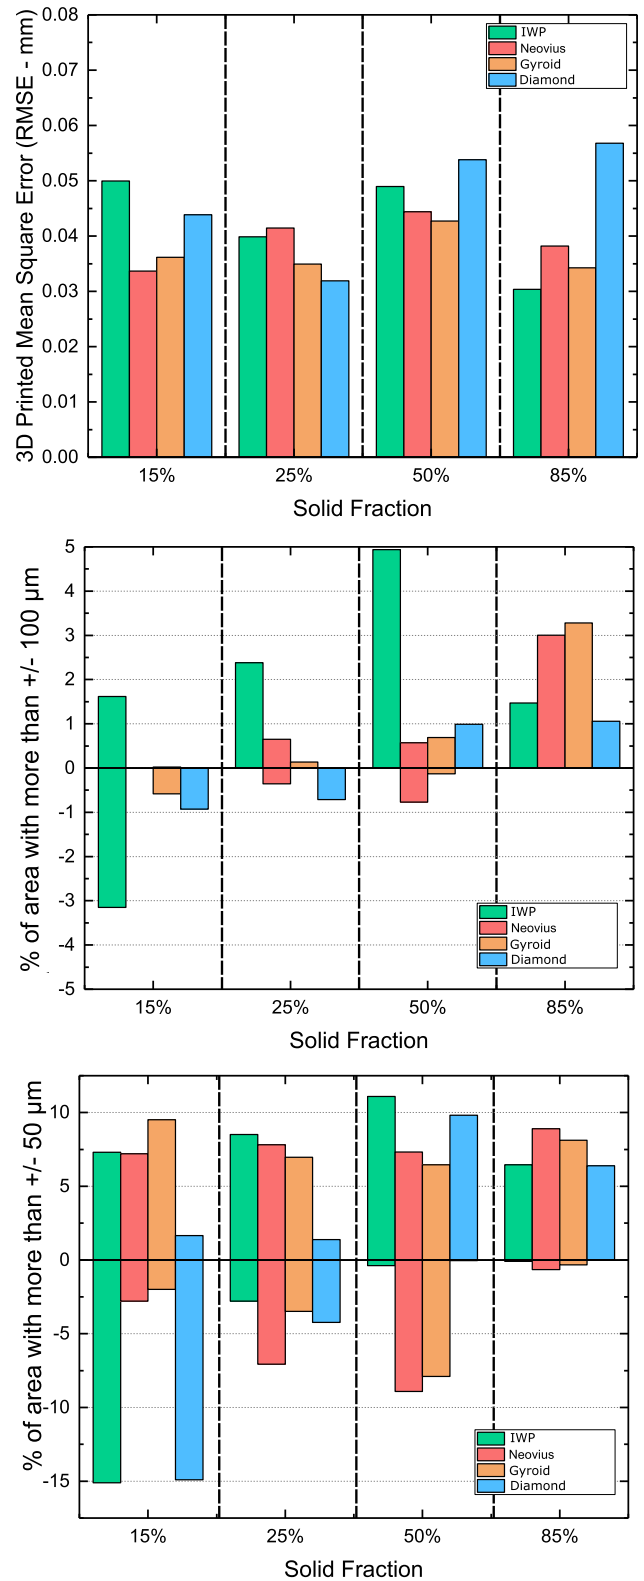 3D Printed Mean Square Error (RMSE - mm)
0.08
0.07
0.06
0.05
0.04
0.03
0.02
0.01
0.00
IWP
Neovius
Gyroid
Diamond
15% 25% 50% 85%
Solid Fraction
% of area with more than +/- 100 μm
5
4
3
2
1
0
-1
-2
-3
-4
-5
IWP
Neovius
Gyroid
Diamond
15% 25% 50% 85%
Solid Fraction
% of area with more than +/- 50 μm
10
5
0
-5
-10
-15
IWP
Neovius
Gyroid
Diamond
15% 25% 50% 85%
Solid Fraction